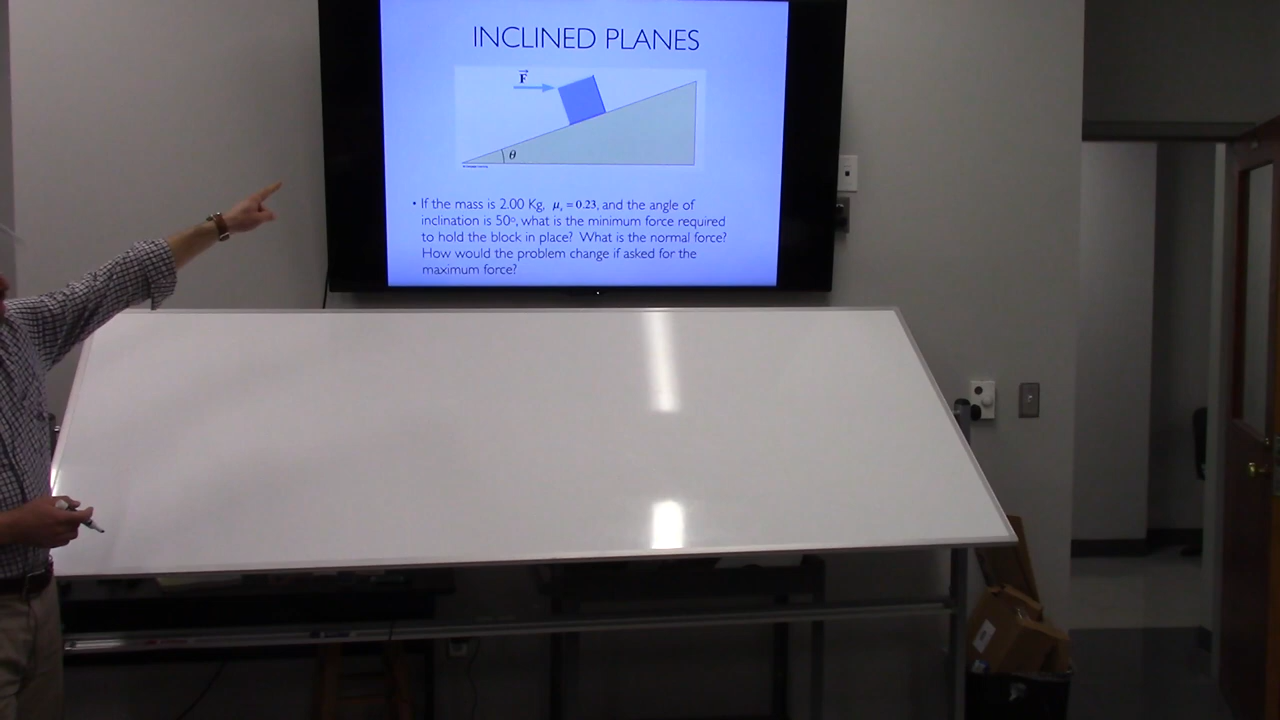 INCLINED PLANES
F
θ
• If the mass is 2.00 Kg, μₛ = 0.23, and the angle of
inclination is 50°, what is the minimum force required
to hold the block in place? What is the normal force?
How would the problem change if asked for the
maximum force?